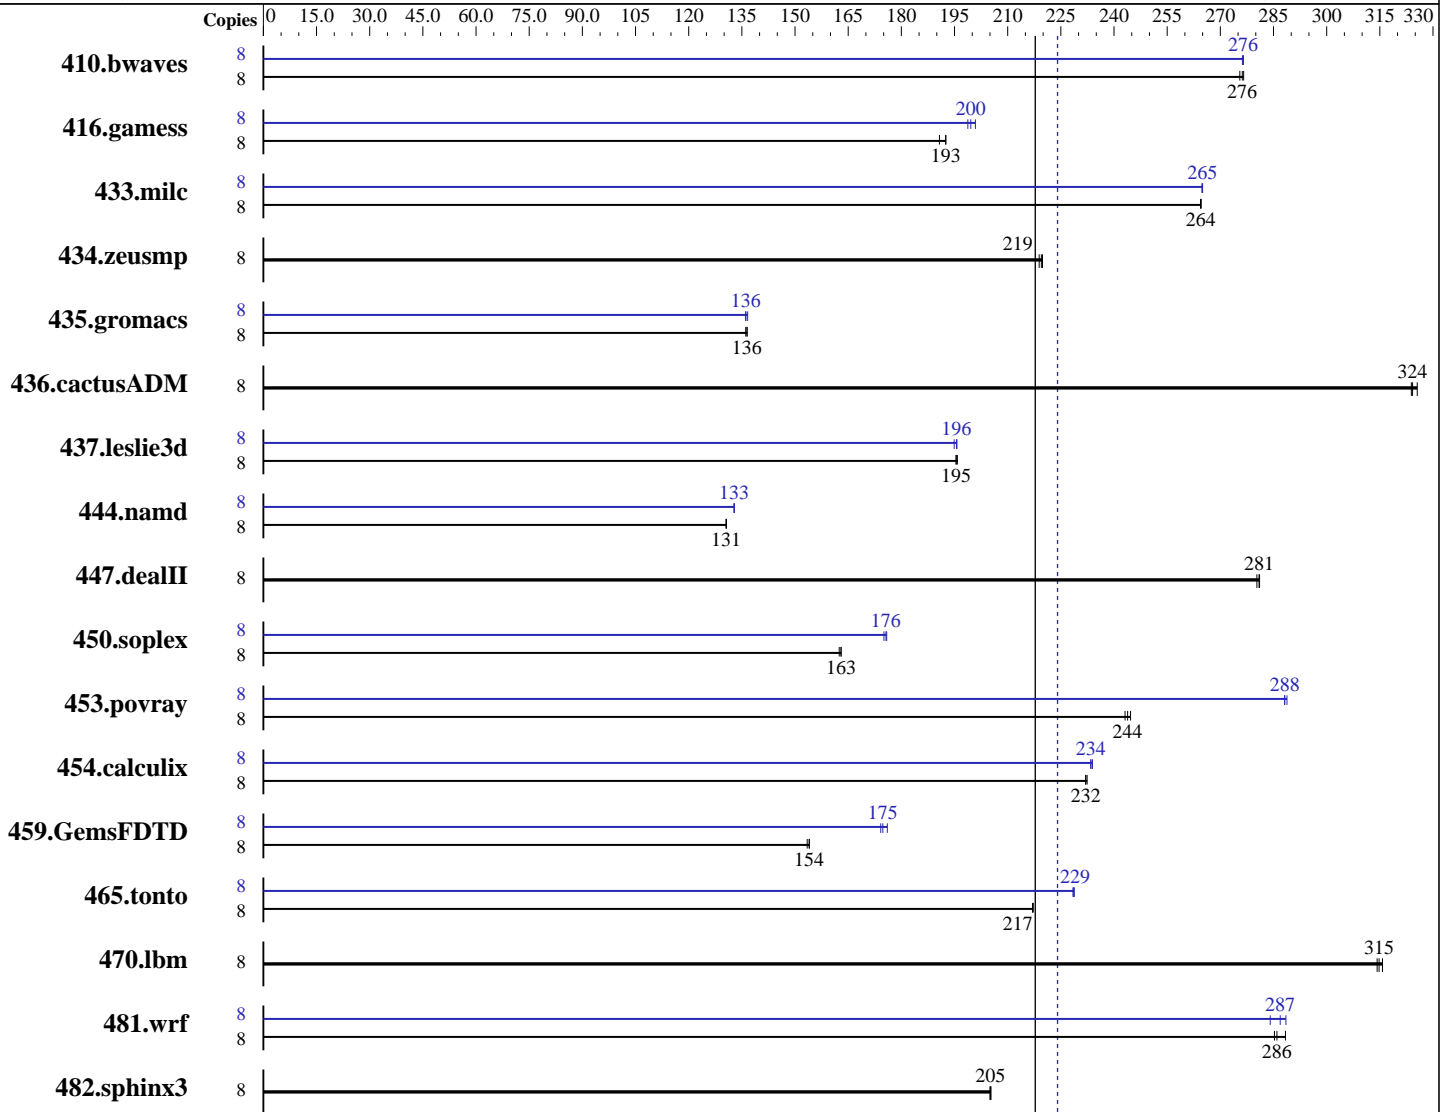 Copies 0 15.0 30.0 45.0 60.0 75.0 90.0 105 120 135 150 165 180 195 210 225 240 255 270 285 300 315 330
8 276
410.bwaves
8 276
8 200
416.gamess
8 193
8 265
433.milc
8 264
434.zeusmp 8 219
8 136
435.gromacs
8 136
436.cactusADM 8 324
8 196
437.leslie3d
8 195
8 133
444.namd
8 131
447.dealII 8 281
8 176
450.soplex
8 163
8 288
453.povray
8 244
8 234
454.calculix
8 232
8 175
459.GemsFDTD
8 154
8 229
465.tonto
8 217
470.lbm 8 315
8 287
481.wrf
8 286
482.sphinx3 8 205